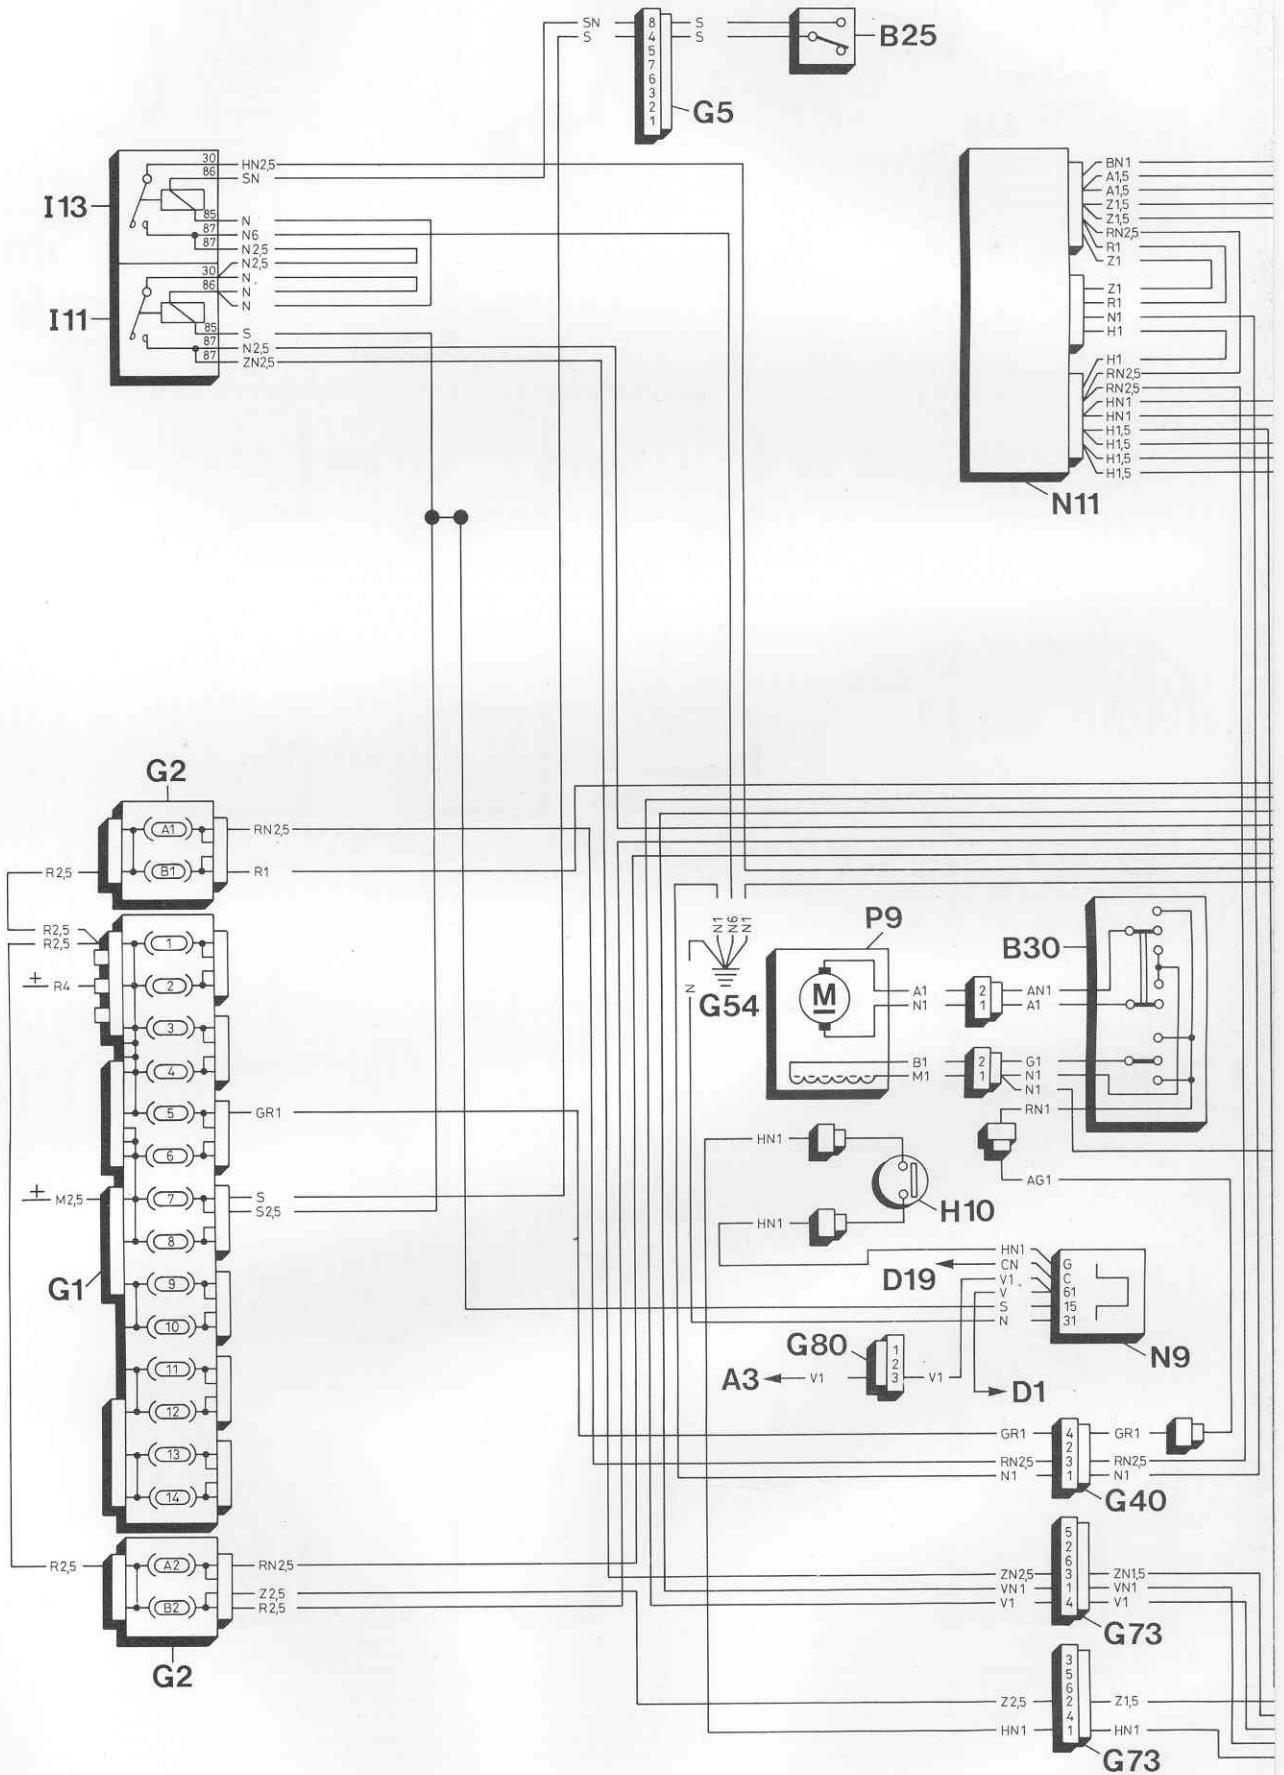 SN 8 S
S 4 S
5
7
6
3
2
1
B25
G5
30 HN2,5
86 SN
I13
85 N
87 N6
87 N2,5
N2,5
30 N
86 N
N
I11
85 S
87 N2,5
87 ZN2,5
BN1
A1,5
A1,5
Z1,5
Z1,5
RN2,5
R1
Z1
Z1
R1
N1
H1
H1
RN2,5
RN2,5
HN1
HN1
H1,5
H1,5
H1,5
H1,5
N11
G2
A1 RN2,5
R2,5 B1 R1
R2,5
R2,5 1
+ R4 2
3
4
5 GR1
6
+ M2,5 7 S
S2,5
8
G1
9
10
11
12
13
14
R2,5 A2 RN2,5
Z2,5
B2 R2,5
G2
N1 N6 N1
N
G54
P9
M
A1 2 AN1
N1 1 A1
B1 2 G1
M1 1 N1
N1
RN1
B30
AG1
HN1
H10
HN1
HN1 G
D19 CN C
V1 61
V
S 15
N 31
N9
G80
1
2
A3 V1 3 V1
D1
GR1 4 GR1
2
RN2,5 3 RN2,5
N1 1 N1
G40
5
2
6
ZN2,5 3 ZN1,5
VN1 1 VN1
V1 4 V1
G73
3
5
6
Z2,5 2 Z1,5
4
HN1 1 HN1
G73